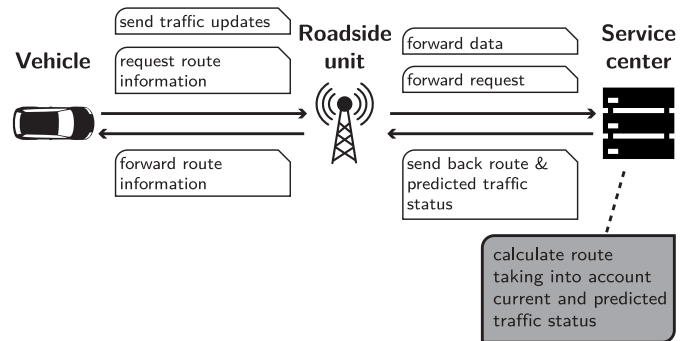 Vehicle
send traffic updates
request route
information
forward route
information
Roadside
unit
forward data
forward request
send back route &
predicted traffic
status
Service
center
calculate route
taking into account
current and predicted
traffic status